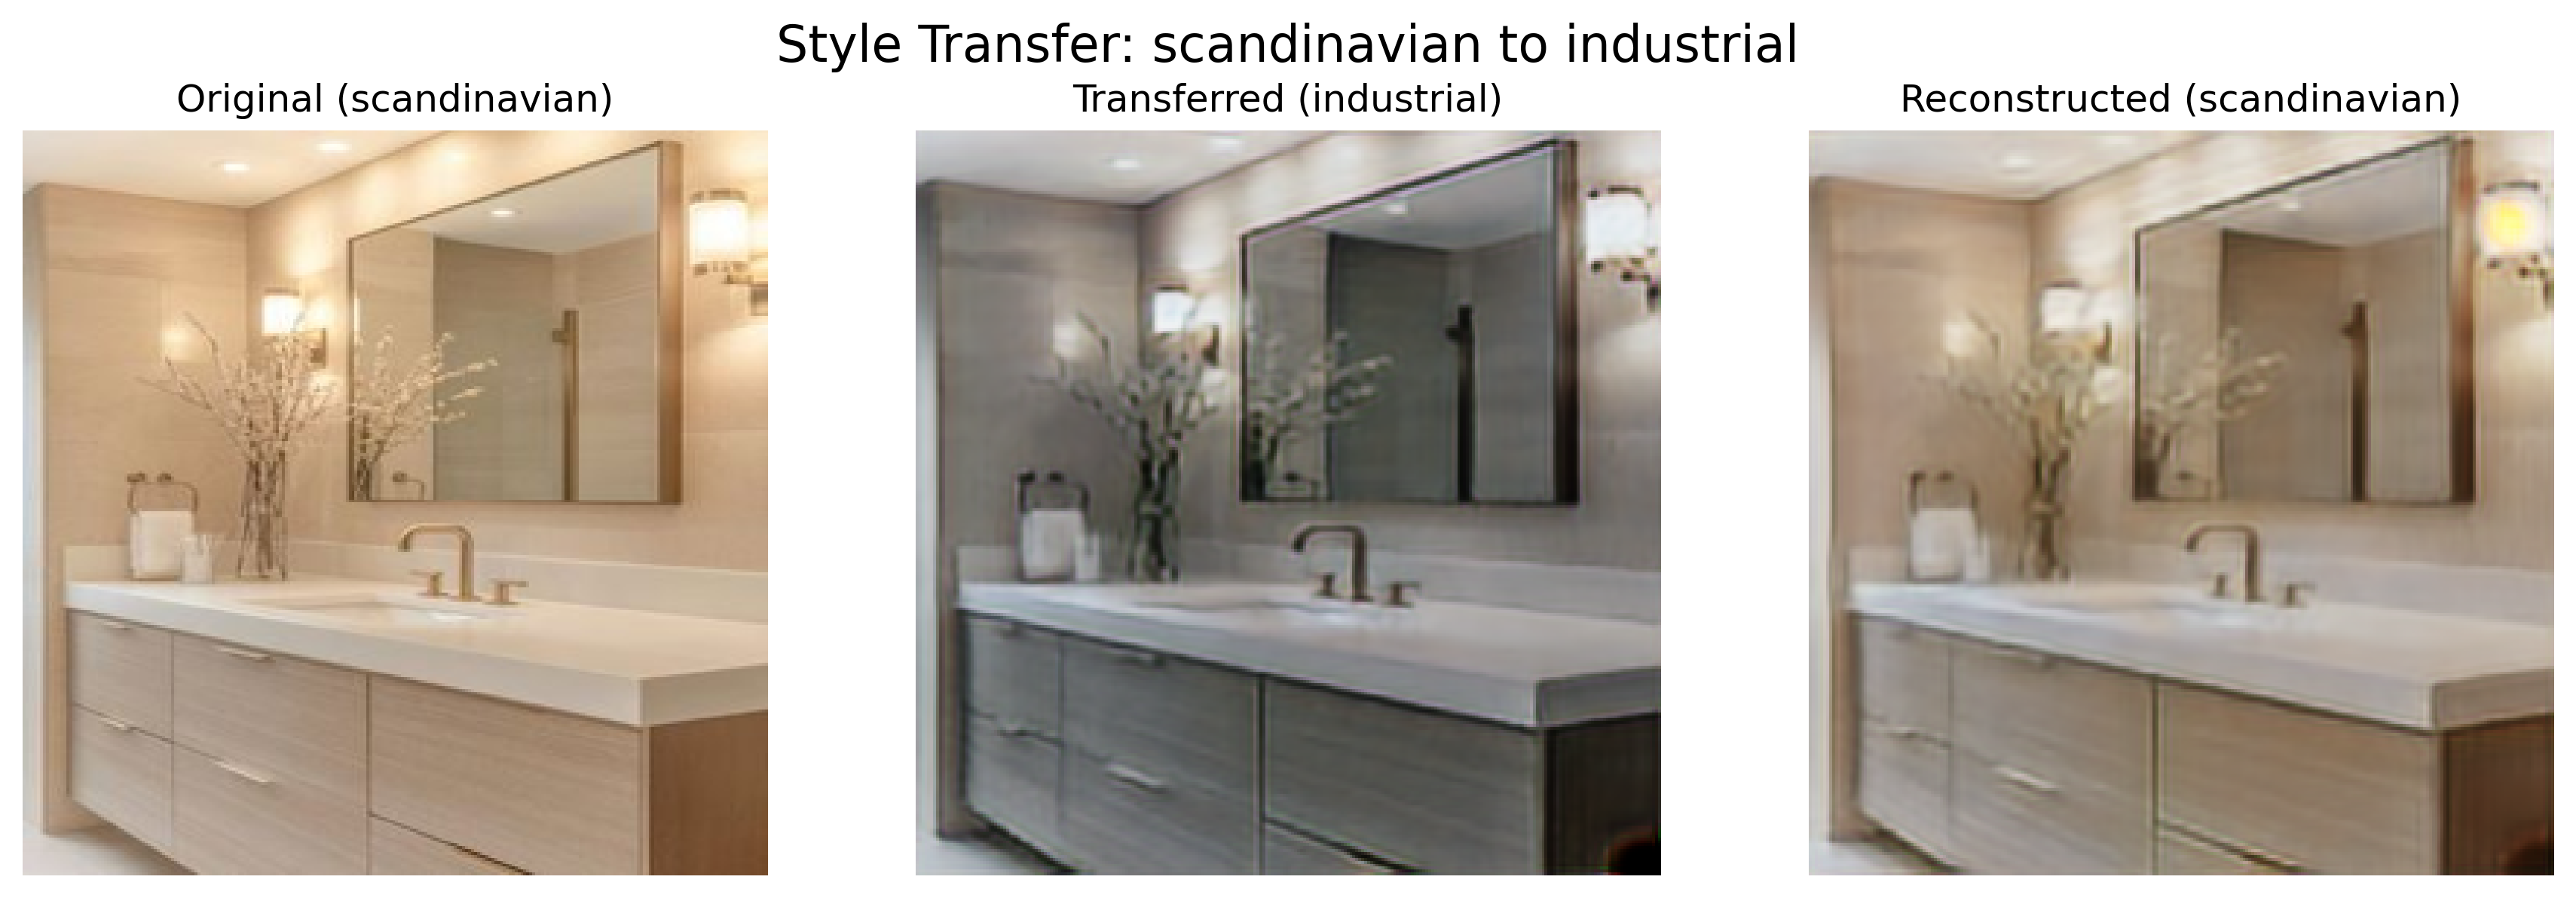 Style Transfer: scandinavian to industrial
Original (scandinavian)
Transferred (industrial)
Reconstructed (scandinavian)